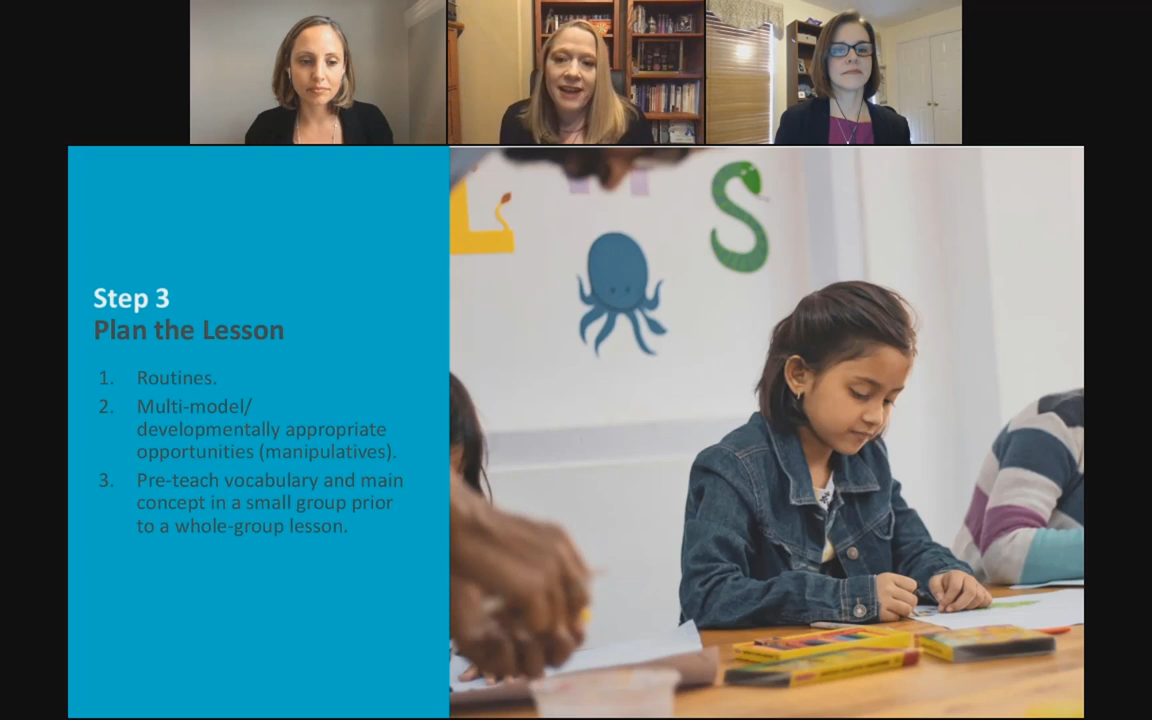 Step 3
Plan the Lesson
1. Routines.
2. Multi-model/
developmentally appropriate
opportunities (manipulatives).
3. Pre-teach vocabulary and main
concept in a small group prior
to a whole-group lesson.